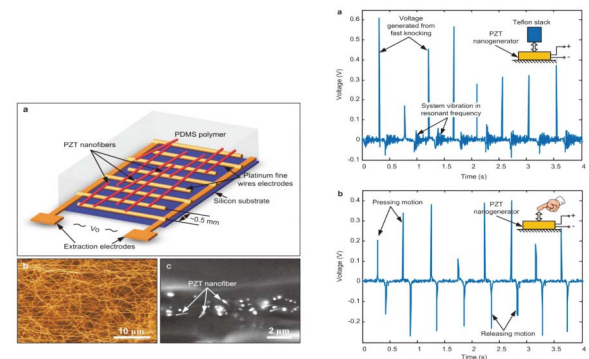 a
PDMS polymer
PZT nanofibers
Platinum fine
wires electrodes
Silicon substrate
~0.5 mm
Vo
Extraction electrodes
b
10 μm
c
PZT nanofiber
2 μm
a
Voltage
generated from
fast knocking
Teflon stack
PZT
nanogenerator
+
-
System vibration in
resonant frequency
Voltage (V)
0.6
0.5
0.4
0.3
0.2
0.1
0
-0.1
0 0.5 1 1.5 2 2.5 3 3.5 4
Time (s)
b
Pressing motion
PZT
nanogenerator
+
-
Releasing motion
Voltage (V)
0.4
0.3
0.2
0.1
0
-0.1
-0.2
0 0.5 1 1.5 2 2.5 3 3.5 4
Time (s)